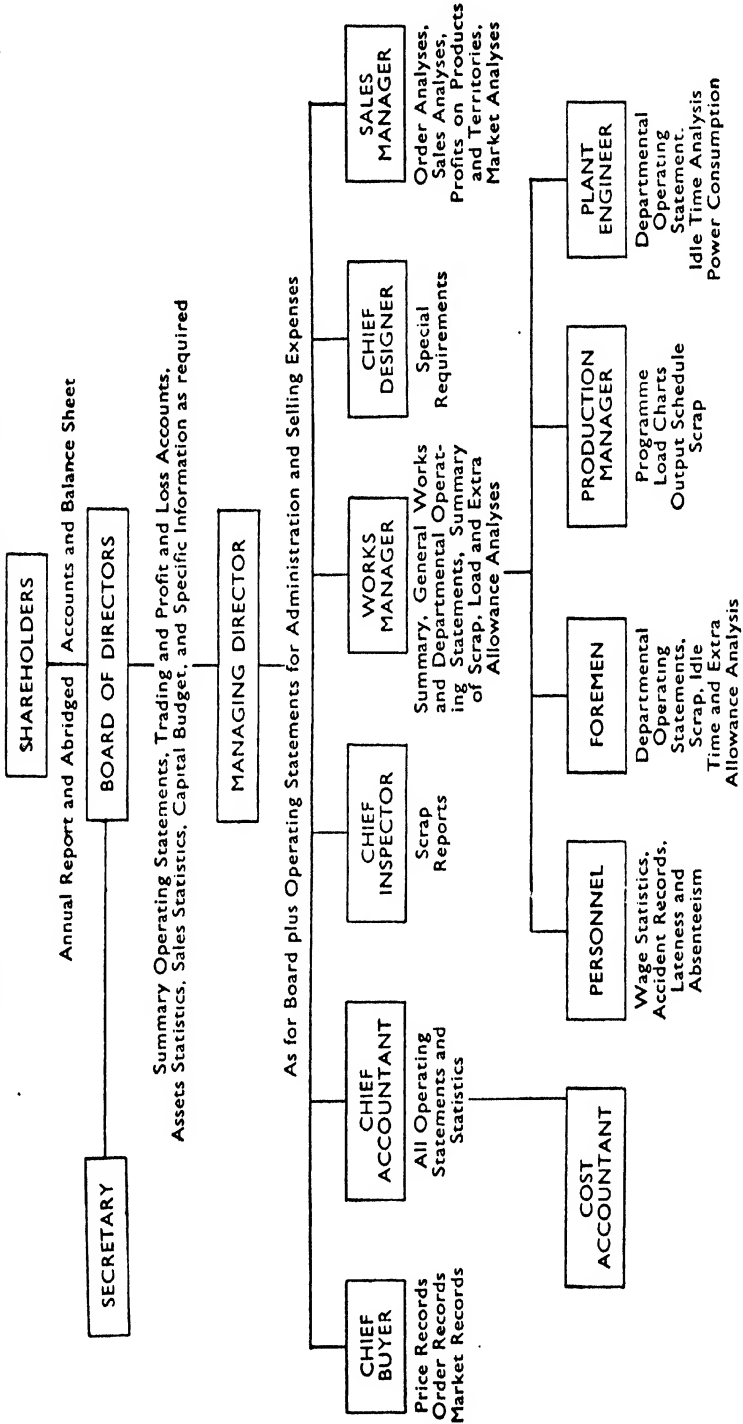 SHAREHOLDERS
Annual Report and Abridged Accounts and Balance Sheet
SECRETARY
BOARD OF DIRECTORS
Summary Operating Statements, Trading and Profit and Loss Accounts,
Assets Statistics, Sales Statistics, Capital Budget, and Specific Information as required
MANAGING DIRECTOR
As for Board plus Operating Statements for Administration and Selling Expenses
CHIEF
BUYER
Price Records
Order Records
Market Records
CHIEF
ACCOUNTANT
All Operating
Statements and
Statistics
CHIEF
INSPECTOR
Scrap
Reports
WORKS
MANAGER
Summary, General Works
and Departmental Operat-
ing Statements, Summary
of Scrap, Load and Extra
Allowance Analyses
CHIEF
DESIGNER
Special
Requirements
SALES
MANAGER
Order Analyses,
Sales Analyses,
Profits on Products
and Territories,
Market Analyses
COST
ACCOUNTANT
PERSONNEL
Wage Statistics,
Accident Records,
Lateness and
Absenteeism
FOREMEN
Departmental
Operating
Statements,
Scrap, Idle
Time and Extra
Allowance Analysis
PRODUCTION
MANAGER
Programme
Load Charts
Output Schedule
Scrap
PLANT
ENGINEER
Departmental
Operating
Statement.
Idle Time Analysis
Power Consumption